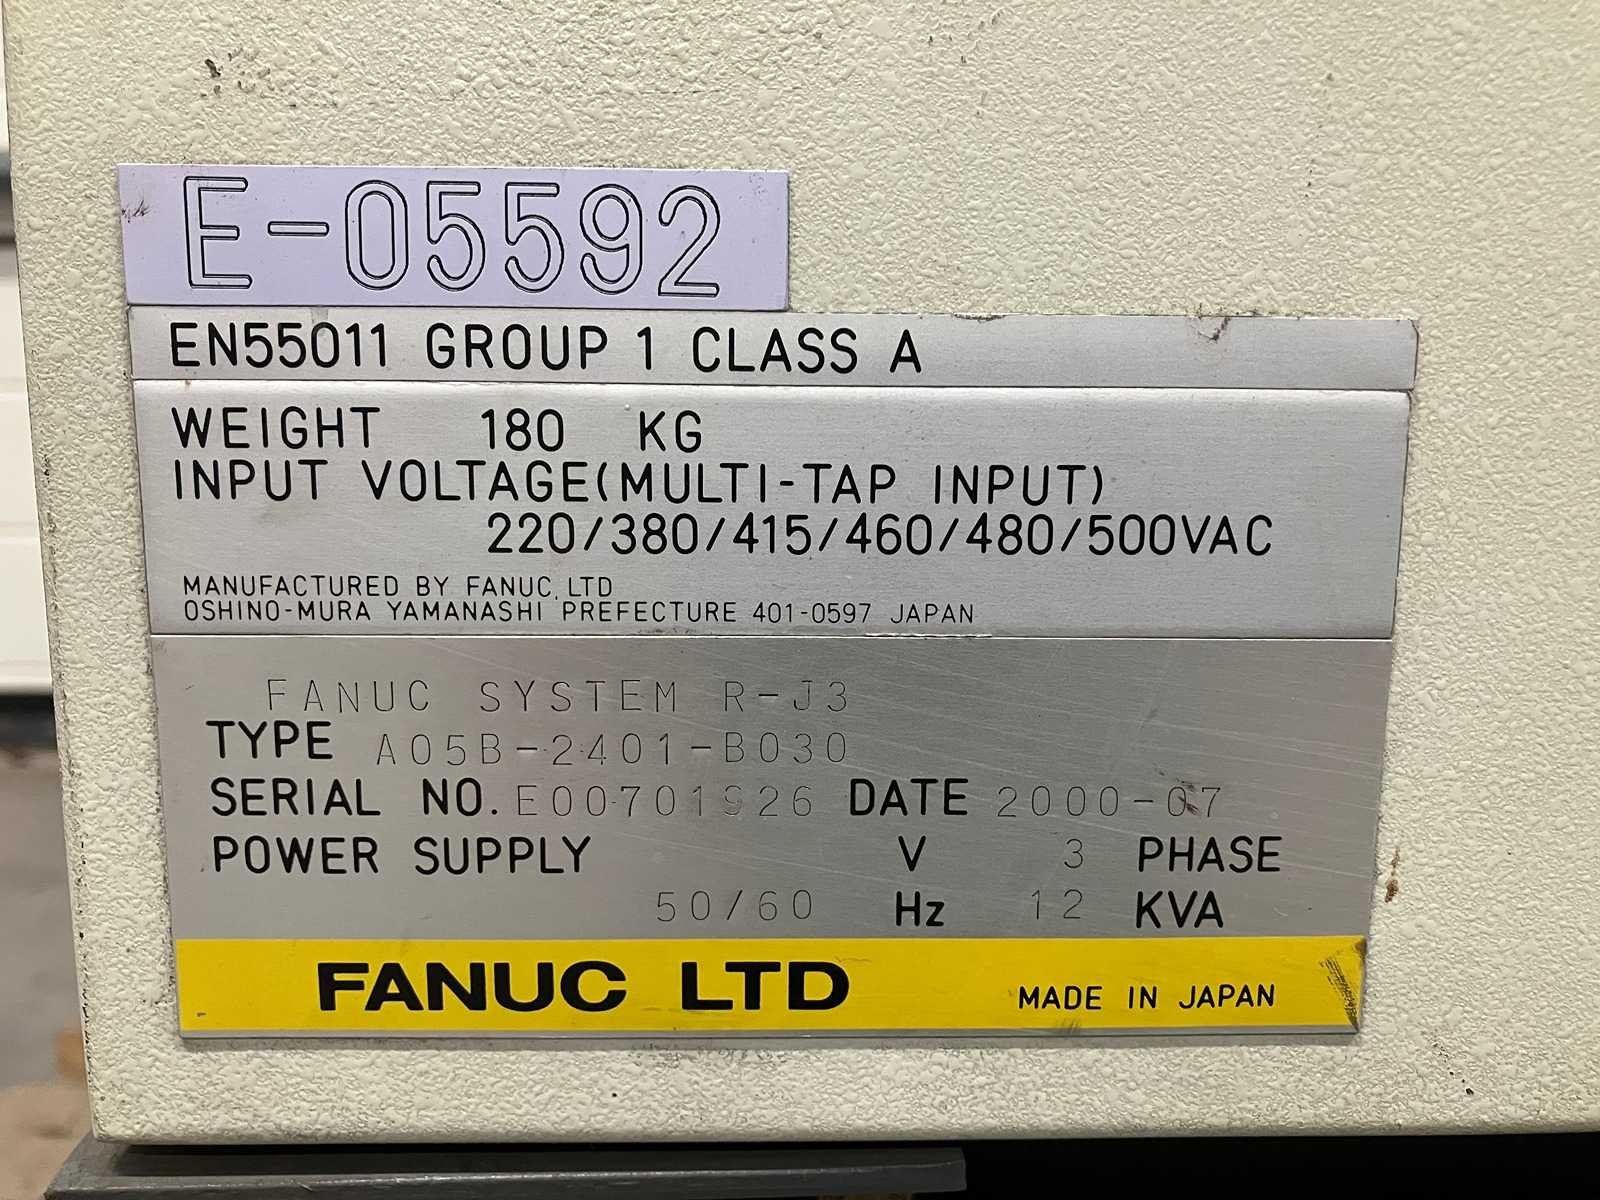 E-05592
EN55011 GROUP 1 CLASS A
WEIGHT 180 KG
INPUT VOLTAGE(MULTI-TAP INPUT)
220/380/415/460/480/500VAC
MANUFACTURED BY FANUC, LTD
OSHINO-MURA YAMANASHI PREFECTURE 401-0597 JAPAN
FANUC SYSTEM R-J3
TYPE A05B-2401-B030
SERIAL NO. DATE 2000-07
POWER SUPPLY V 3 PHASE
50/60 Hz 12 KVA
FANUC LTD
MADE IN JAPAN